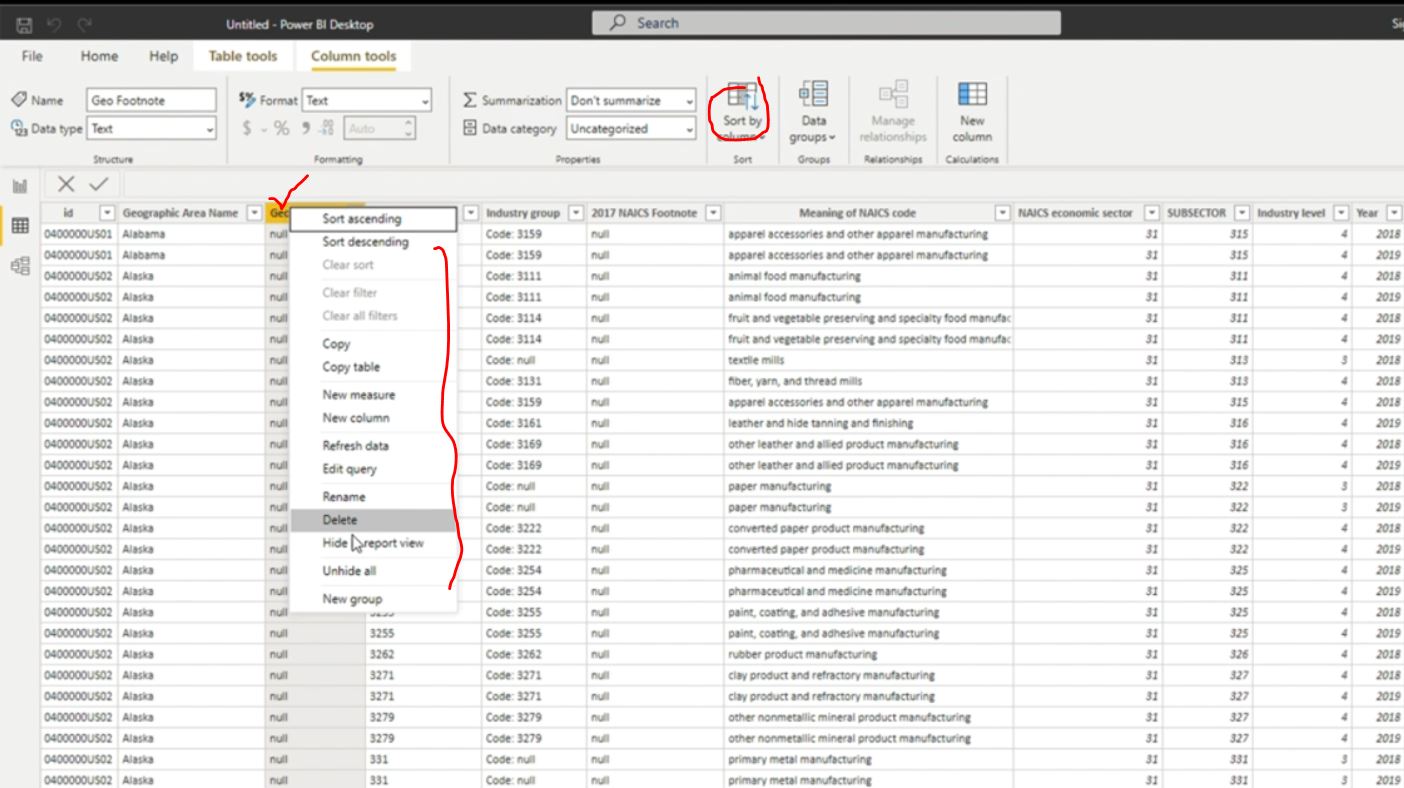 Untitled - Power BI Desktop
Search
File Home Help Table tools Column tools
Name Geo Footnote
Format Text
Summarization Don't summarize
Sort by column
Data groups
Manage relationships
New column
Data type Text
$ % 9 .00 Auto
Data category Uncategorized
Structure Formatting Properties Sort Groups Relationships Calculations
id Geographic Area Name Industry group 2017 NAICS Footnote Meaning of NAICS code NAICS economic sector SUBSECTOR Industry level Year
0400000US01 Alabama null Code: 3159 null apparel accessories and other apparel manufacturing 31 315 4 2018
0400000US01 Alabama null Code: 3159 null apparel accessories and other apparel manufacturing 31 315 4 2019
0400000US02 Alaska null Code: 3111 null animal food manufacturing 31 311 4 2018
0400000US02 Alaska null Code: 3111 null animal food manufacturing 31 311 4 2019
0400000US02 Alaska null Code: 3114 null fruit and vegetable preserving and specialty food manufac 31 311 4 2018
0400000US02 Alaska null Code: 3114 null fruit and vegetable preserving and specialty food manufac 31 311 4 2019
0400000US02 Alaska null Code: null null textile mills 31 313 3 2018
0400000US02 Alaska null Code: 3131 null fiber, yarn, and thread mills 31 313 4 2018
0400000US02 Alaska null Code: 3159 null apparel accessories and other apparel manufacturing 31 315 4 2018
0400000US02 Alaska null Code: 3161 null leather and hide tanning and finishing 31 316 4 2019
0400000US02 Alaska null Code: 3169 null other leather and allied product manufacturing 31 316 4 2018
0400000US02 Alaska null Code: 3169 null other leather and allied product manufacturing 31 316 4 2019
0400000US02 Alaska null Code: null null paper manufacturing 31 322 3 2018
0400000US02 Alaska null Code: null null paper manufacturing 31 322 3 2019
0400000US02 Alaska null Code: 3222 null converted paper product manufacturing 31 322 4 2018
0400000US02 Alaska null Code: 3222 null converted paper product manufacturing 31 322 4 2019
0400000US02 Alaska null Code: 3254 null pharmaceutical and medicine manufacturing 31 325 4 2018
0400000US02 Alaska null Code: 3254 null pharmaceutical and medicine manufacturing 31 325 4 2019
0400000US02 Alaska null Code: 3255 null paint, coating, and adhesive manufacturing 31 325 4 2018
0400000US02 Alaska null 3255 Code: 3255 null paint, coating, and adhesive manufacturing 31 325 4 2019
0400000US02 Alaska null 3262 Code: 3262 null rubber product manufacturing 31 326 4 2018
0400000US02 Alaska null 3271 Code: 3271 null clay product and refractory manufacturing 31 327 4 2018
0400000US02 Alaska null 3271 Code: 3271 null clay product and refractory manufacturing 31 327 4 2019
0400000US02 Alaska null 3279 Code: 3279 null other nonmetallic mineral product manufacturing 31 327 4 2018
0400000US02 Alaska null 3279 Code: 3279 null other nonmetallic mineral product manufacturing 31 327 4 2019
0400000US02 Alaska null 331 Code: null null primary metal manufacturing 31 331 3 2018
0400000US02 Alaska null 331 Code: null null primary metal manufacturing 31 331 3 2019
Sort ascending
Sort descending
Clear sort
Clear filter
Clear all filters
Copy
Copy table
New measure
New column
Refresh data
Edit query
Rename
Delete
Hide report view
Unhide all
New group